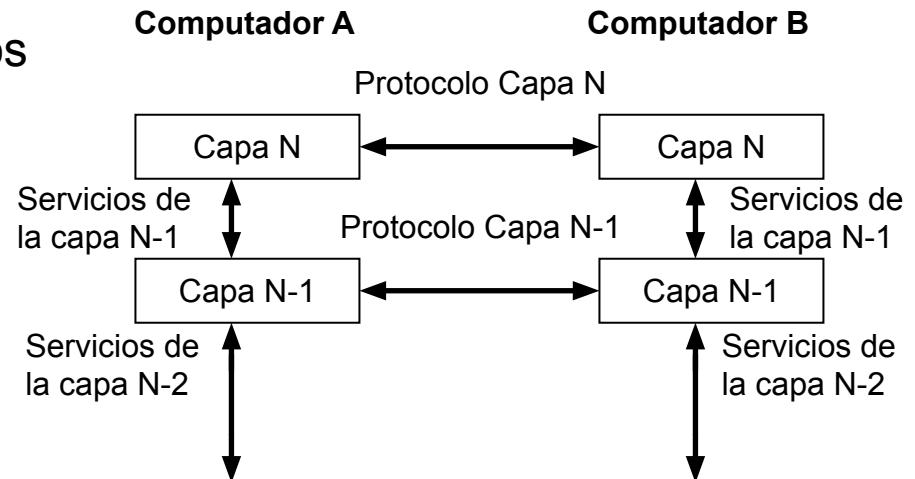 Computador A
Computador B
os
Protocolo Capa N
Capa N
Capa N
Servicios de
la capa N-1
Protocolo Capa N-1
Servicios de
la capa N-1
Capa N-1
Capa N-1
Servicios de
la capa N-2
Servicios de
la capa N-2